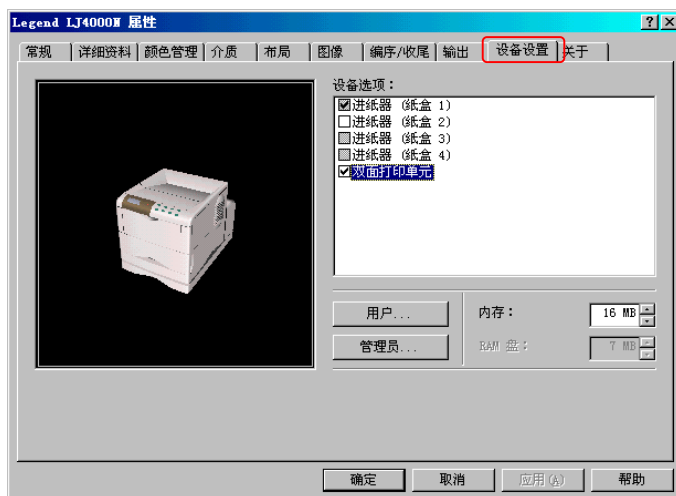 Legend LJ4000N 属性
常规 详细资料 颜色管理 介质 布局 图像 编序/收尾 输出 设备设置 关于
设备选项：
进纸器 (纸盒 1)
进纸器 (纸盒 2)
进纸器 (纸盒 3)
进纸器 (纸盒 4)
双面打印单元
用户... 内存： 16 MB
管理员... RAM 盘： 7 MB
确定 取消 应用(A) 帮助